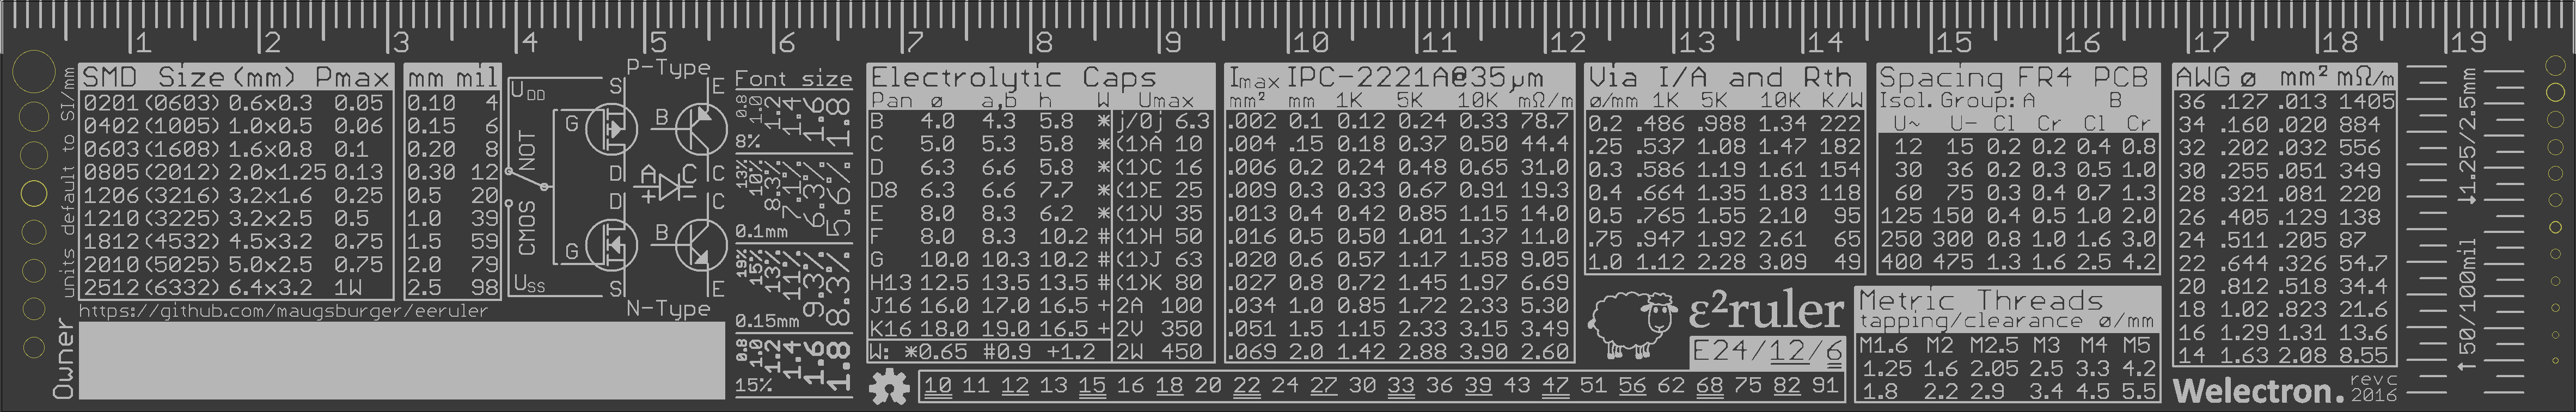 1 2 3 4 5 6 7 8 9 10 11 12 13 14 15 16 17 18 19
units default to SI/mm
SMD Size(mm) Pmax
0201(0603) 0.6x0.3 0.05
0402(1005) 1.0x0.5 0.06
0603(1608) 1.6x0.8 0.1
0805(2012) 2.0x1.25 0.13
1206(3216) 3.2x1.6 0.25
1210(3225) 3.2x2.5 0.5
1812(4532) 4.5x3.2 0.75
2010(5025) 5.0x2.5 0.75
2512(6332) 6.4x3.2 1W
https://github.com/maugsburger/eeruler
Owner
mm mil
0.10 4
0.15 6
0.20 8
0.30 12
0.5 20
1.0 39
1.5 59
2.0 79
2.5 98
P-Type
UDD S E
G B
NOT
D A C C
+ -
CMOS D C
G B
USS S E
N-Type
Font size
0.8 1.0 1.2 1.4 1.6 1.8
8%
13% 10% 8.3% 7.1% 6.3% 5.6%
0.1mm
19% 15% 13% 11% 9.3% 8.3%
0.15mm
0.8 1.0 1.2 1.4 1.6 1.8
15%
Electrolytic Caps
Pan ø a,b h W Umax
B 4.0 4.3 5.8 * j/0j 6.3
C 5.0 5.3 5.8 * (1)A 10
D 6.3 6.6 5.8 * (1)C 16
D8 6.3 6.6 7.7 * (1)E 25
E 8.0 8.3 6.2 * (1)V 35
F 8.0 8.3 10.2 # (1)H 50
G 10.0 10.3 10.2 # (1)J 63
H13 12.5 13.5 13.5 # (1)K 80
J16 16.0 17.0 16.5 + 2A 100
K16 18.0 19.0 16.5 + 2V 350
W: *0.65 #0.9 +1.2 2W 450
Imax IPC-2221A@35µm
mm² mm 1K 5K 10K mΩ/m
.002 0.1 0.12 0.24 0.33 78.7
.004 .15 0.18 0.37 0.50 44.4
.006 0.2 0.24 0.48 0.65 31.0
.009 0.3 0.33 0.67 0.91 19.3
.013 0.4 0.42 0.85 1.15 14.0
.016 0.5 0.50 1.01 1.37 11.0
.020 0.6 0.57 1.17 1.58 9.05
.027 0.8 0.72 1.45 1.97 6.69
.034 1.0 0.85 1.72 2.33 5.30
.051 1.5 1.15 2.33 3.15 3.49
.069 2.0 1.42 2.88 3.90 2.60
Via I/A and Rth
ø/mm 1K 5K 10K K/W
0.2 .486 .988 1.34 222
.25 .537 1.08 1.47 182
0.3 .586 1.19 1.61 154
0.4 .664 1.35 1.83 118
0.5 .765 1.55 2.10 95
.75 .947 1.92 2.61 65
1.0 1.12 2.28 3.09 49
ε²ruler
E24/12/6
10 11 12 13 15 16 18 20 22 24 27 30 33 36 39 43 47 51 56 62 68 75 82 91
Spacing FR4 PCB
Isol. Group: A B
U~ U- Cl Cr Cl Cr
12 15 0.2 0.2 0.4 0.8
30 36 0.2 0.3 0.5 1.0
60 75 0.3 0.4 0.7 1.3
125 150 0.4 0.5 1.0 2.0
250 300 0.8 1.0 1.6 3.0
400 475 1.3 1.6 2.5 4.2
Metric Threads
tapping/clearance ø/mm
M1.6 M2 M2.5 M3 M4 M5
1.25 1.6 2.05 2.5 3.3 4.2
1.8 2.2 2.9 3.4 4.5 5.5
AWG ø mm² mΩ/m
36 .127 .013 1405
34 .160 .020 884
32 .202 .032 556
30 .255 .051 349
28 .321 .081 220
26 .405 .129 138
24 .511 .205 87
22 .644 .326 54.7
20 .812 .518 34.4
18 1.02 .823 21.6
16 1.29 1.31 13.6
14 1.63 2.08 8.55
Welectron. revc
2016
↓1.25/2.5mm
↑50/100mil